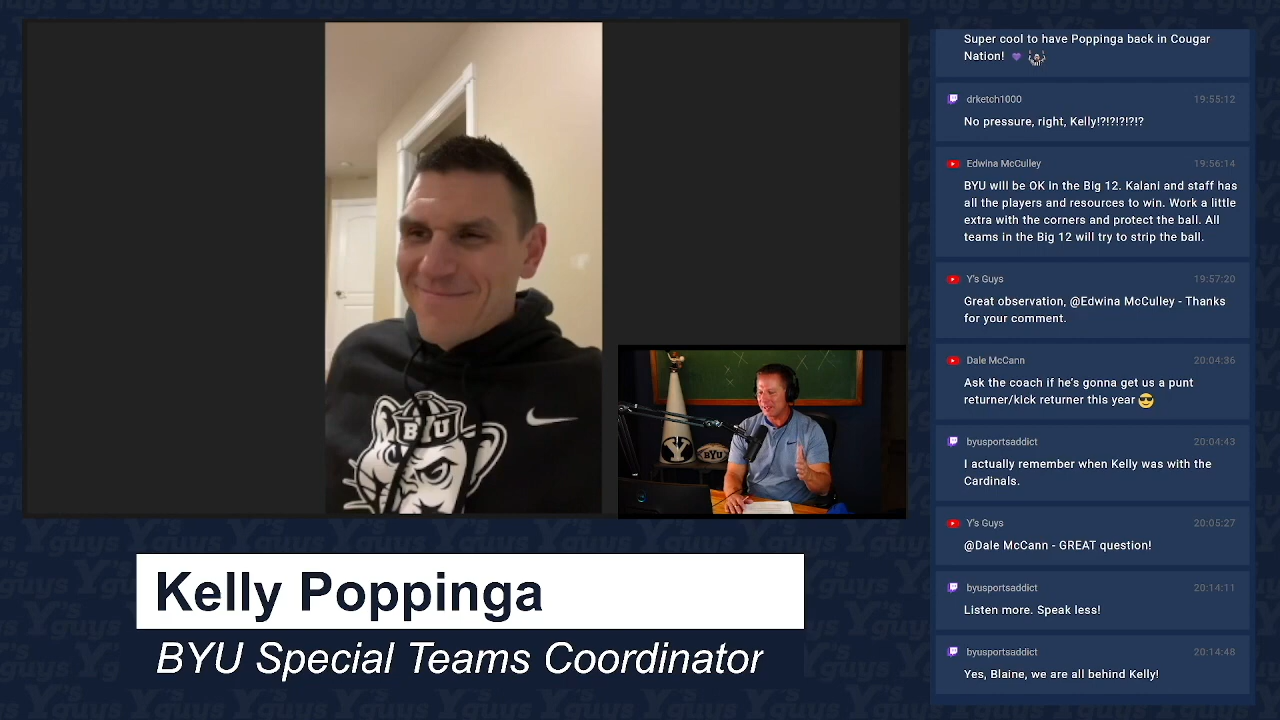 BYU
BYU
Kelly Poppinga
BYU Special Teams Coordinator
Super cool to have Poppinga back in Cougar
Nation!
drketch1000
19:55:12
No pressure, right, Kelly!?!?!?!?!?
Edwina McCulley
19:56:14
BYU will be OK in the Big 12. Kalani and staff has
all the players and resources to win. Work a little
extra with the corners and protect the ball. All
teams in the Big 12 will try to strip the ball.
Y's Guys
19:57:20
Great observation, @Edwina McCulley - Thanks
for your comment.
Dale McCann
20:04:36
Ask the coach if he's gonna get us a punt
returner/kick returner this year
byusportsaddict
20:04:43
I actually remember when Kelly was with the
Cardinals.
Y's Guys
20:05:27
@Dale McCann - GREAT question!
byusportsaddict
20:14:11
Listen more. Speak less!
byusportsaddict
20:14:48
Yes, Blaine, we are all behind Kelly!